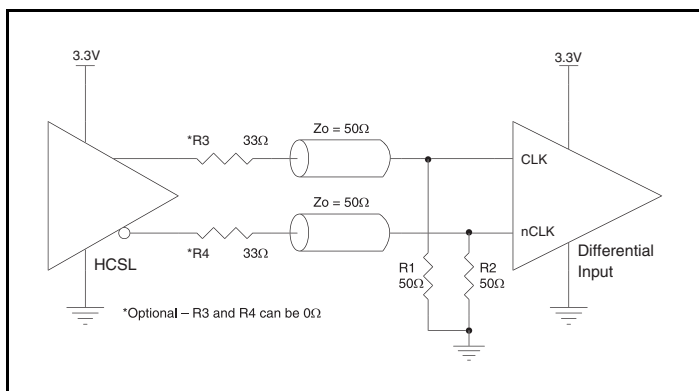 3.3V
3.3V
*R3 33Ω
Zo = 50Ω
CLK
Zo = 50Ω
nCLK
*R4 33Ω
HCSL
R1
50Ω
R2
50Ω
Differential
Input
*Optional – R3 and R4 can be 0Ω